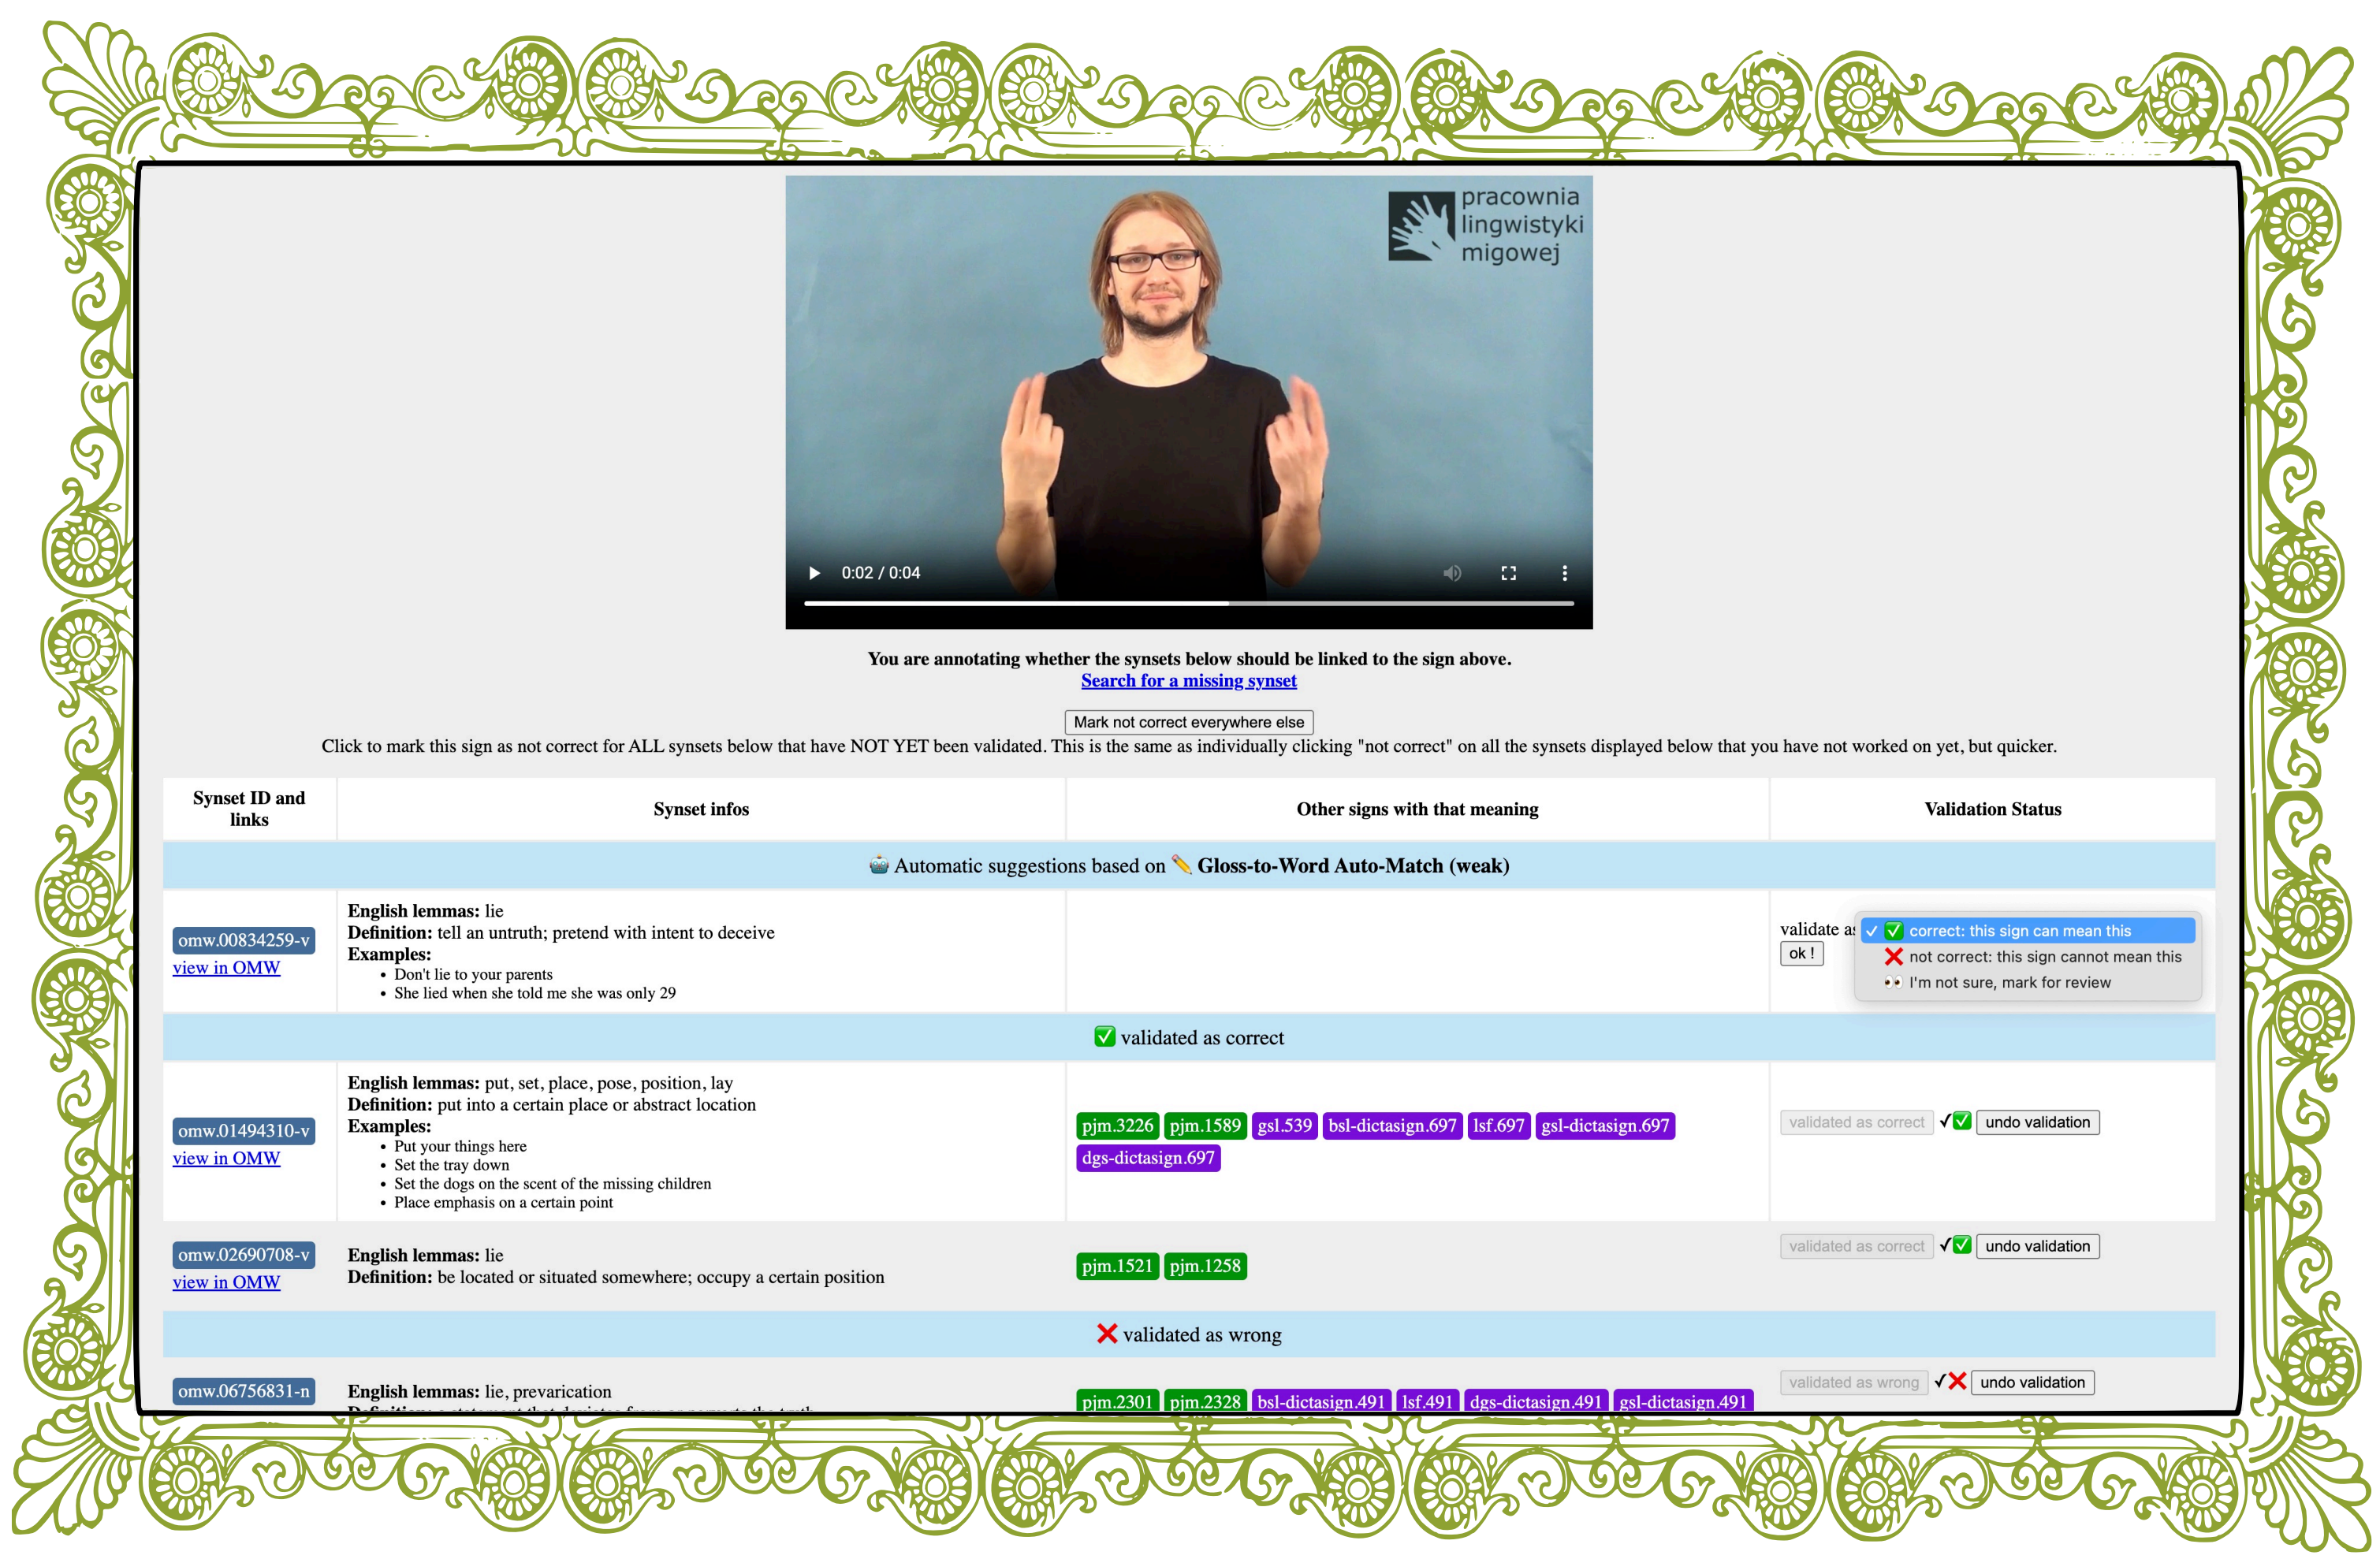 pracownia
lingwistyki
migowej
0:02 / 0:04
You are annotating whether the synsets below should be linked to the sign above.
Search for a missing synset
Mark not correct everywhere else
Click to mark this sign as not correct for ALL synsets below that have NOT YET been validated. This is the same as individually clicking "not correct" on all the synsets displayed below that you have not worked on yet, but quicker.
Synset ID and
links
Synset infos
Other signs with that meaning
Validation Status
Automatic suggestions based on ✏️ Gloss-to-Word Auto-Match (weak)
omw.00834259-v
view in OMW
English lemmas: lie
Definition: tell an untruth; pretend with intent to deceive
Examples:
• Don't lie to your parents
• She lied when she told me she was only 29
validate as
ok !
✓ ✅ correct: this sign can mean this
❌ not correct: this sign cannot mean this
👀 I'm not sure, mark for review
✅ validated as correct
omw.01494310-v
view in OMW
English lemmas: put, set, place, pose, position, lay
Definition: put into a certain place or abstract location
Examples:
• Put your things here
• Set the tray down
• Set the dogs on the scent of the missing children
• Place emphasis on a certain point
pjm.3226 pjm.1589 gsl.539 bsl-dictasign.697 lsf.697 gsl-dictasign.697
dgs-dictasign.697
validated as correct ✓✅ undo validation
omw.02690708-v
view in OMW
English lemmas: lie
Definition: be located or situated somewhere; occupy a certain position
pjm.1521 pjm.1258
validated as correct ✓✅ undo validation
❌ validated as wrong
omw.06756831-n
English lemmas: lie, prevarication
Definition: a statement that deviates from or perverts the truth
pjm.2301 pjm.2328 bsl-dictasign.491 lsf.491 dgs-dictasign.491 gsl-dictasign.491
validated as wrong ✓❌ undo validation